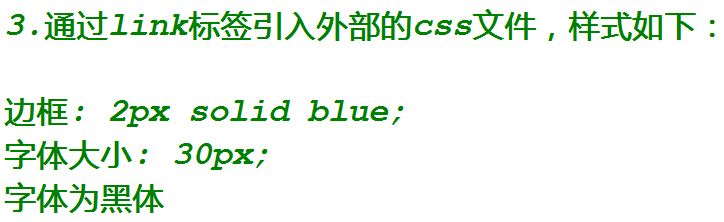 3.通过link标签引入外部的css文件，样式如下：
边框: 2px solid blue;
字体大小: 30px;
字体为黑体